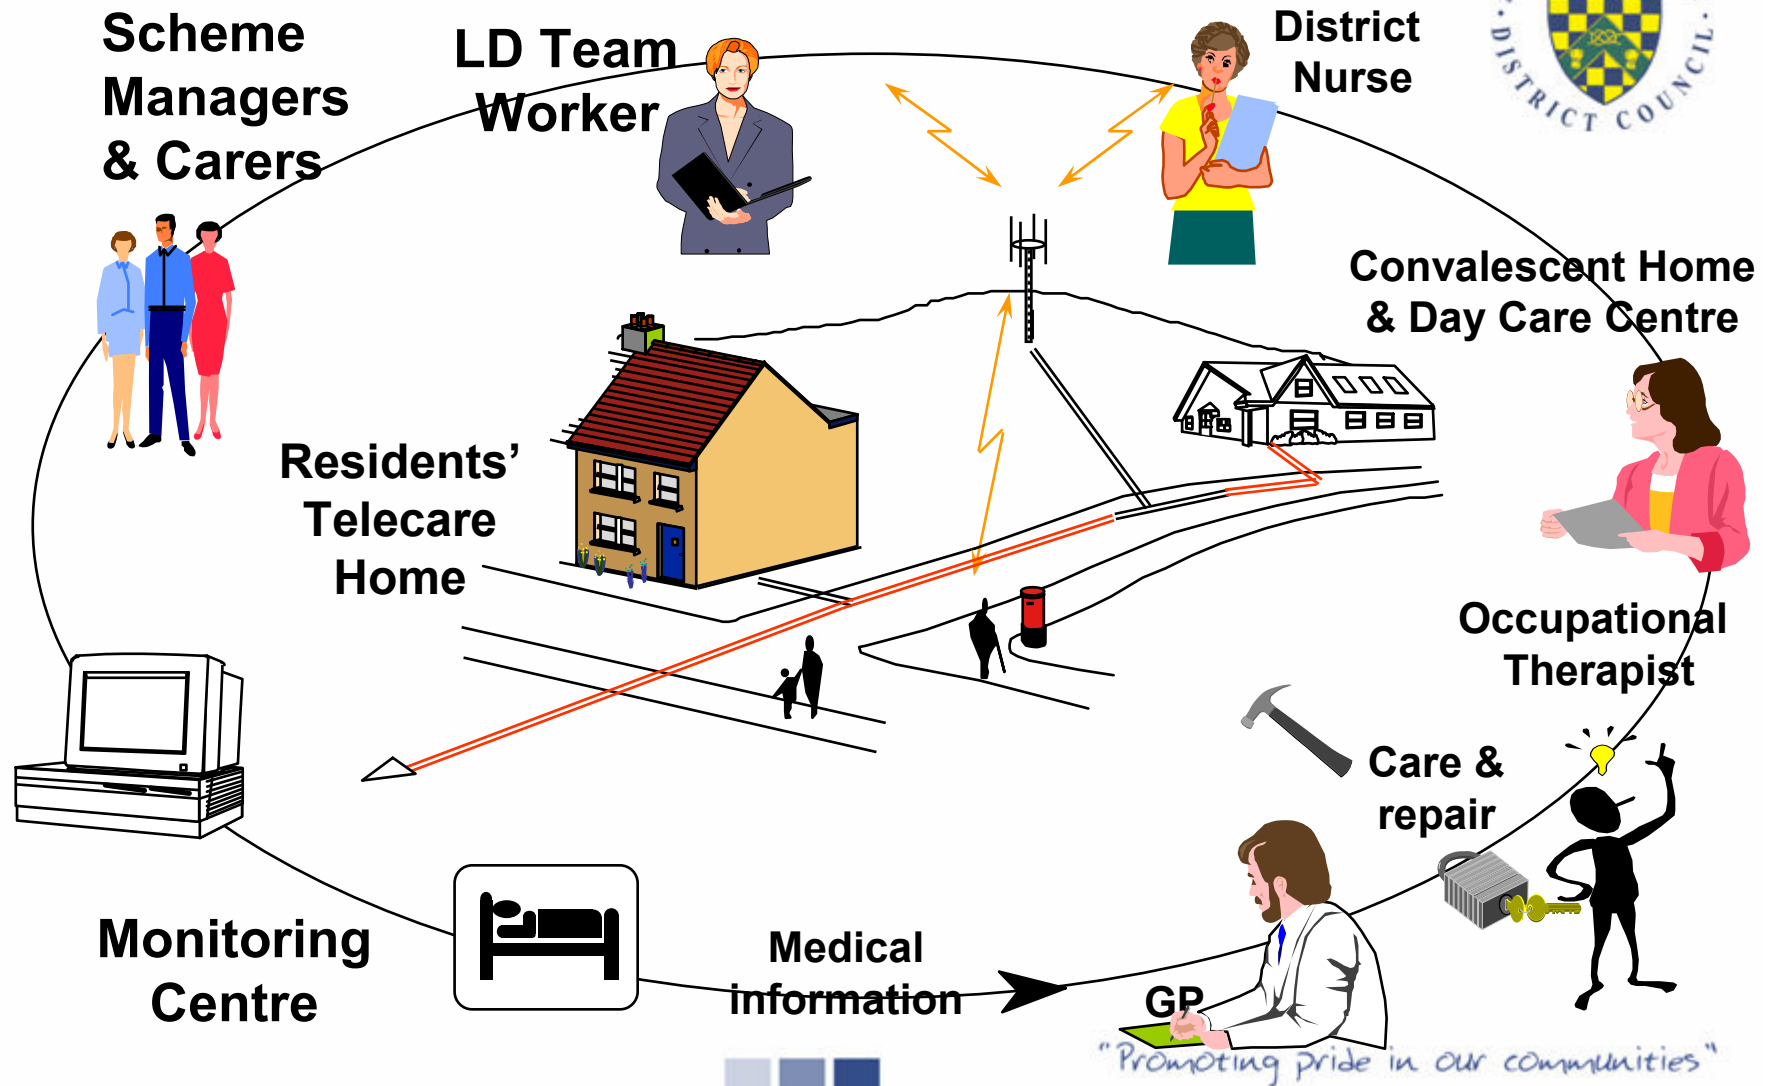 Scheme
Managers
& Carers
LD Team
Worker
District
Nurse
DISTRICT COUNCIL
Convalescent Home
& Day Care Centre
Residents’
Telecare
Home
Occupational
Therapist
Care &
repair
Monitoring
Centre
Medical
information
GP
"Promoting pride in our communities"